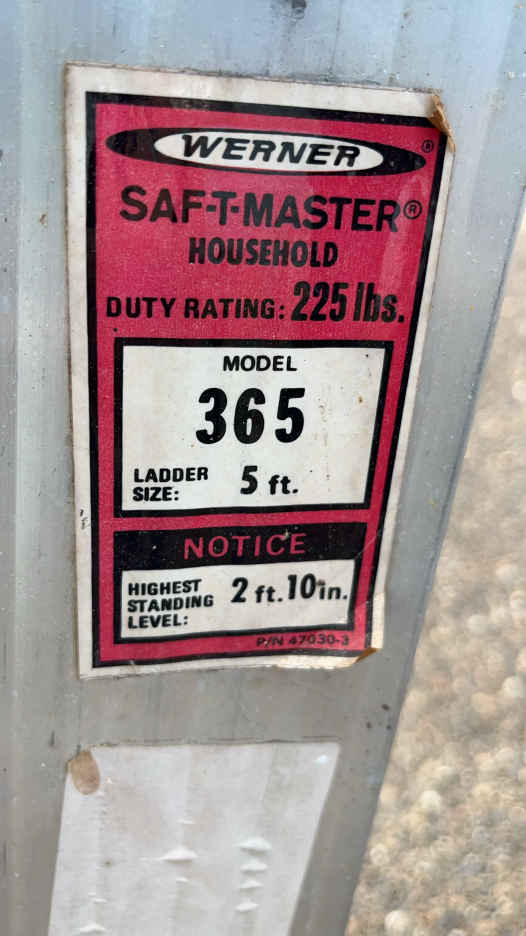 WERNER®
SAF-T-MASTER®
HOUSEHOLD
DUTY RATING: 225 lbs.
MODEL
365
LADDER SIZE: 5 ft.
NOTICE
HIGHEST STANDING LEVEL: 2 ft. 10 in.
P/N 47030-3